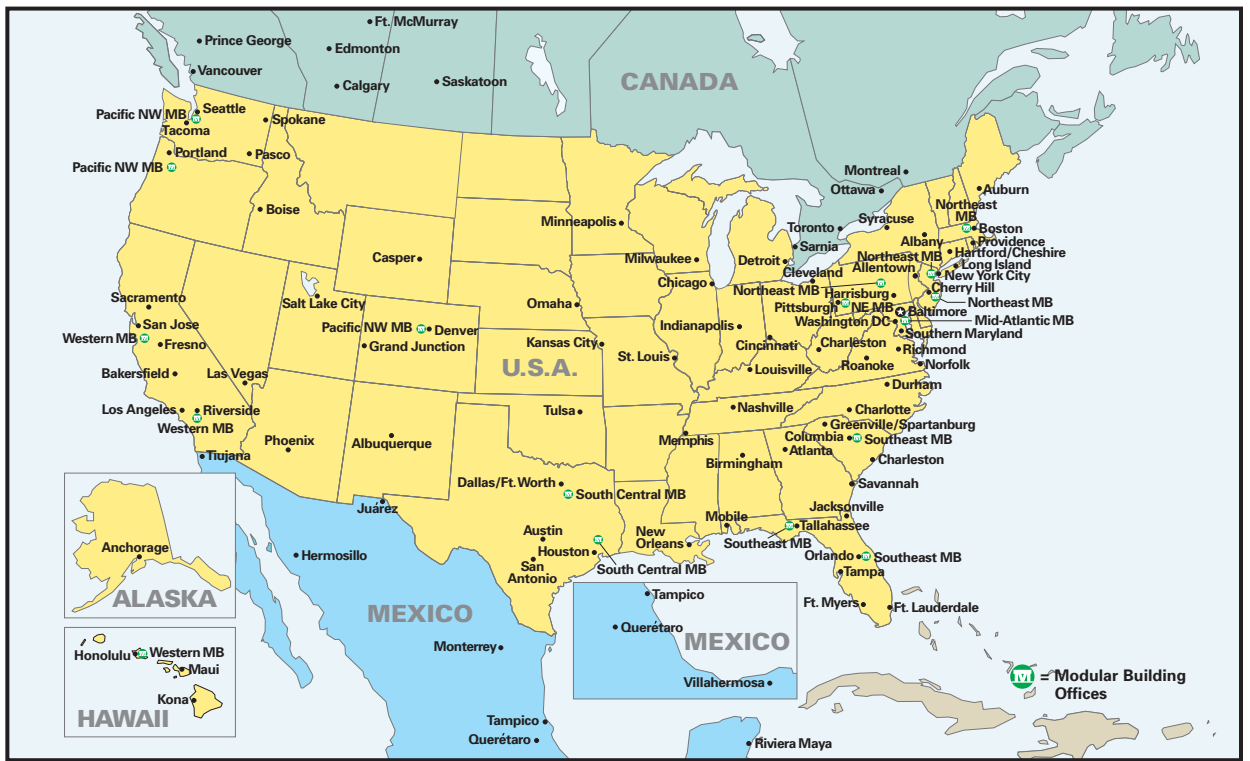 Ft. McMurray
Prince George
Edmonton
Vancouver
Calgary
Saskatoon
CANADA
Pacific NW MB
Seattle
Tacoma
Spokane
Portland
Pasco
Pacific NW MB
Boise
Montreal
Ottawa
Auburn
Northeast
MB
Syracuse
Boston
Toronto
Minneapolis
Sarnia
Albany
Providence
Hartford/Cheshire
Casper
Milwaukee
Detroit
Northeast MB
Long Island
Cleveland
Allentown
New York City
Chicago
Northeast MB
Harrisburg
Cherry Hill
Northeast MB
Sacramento
Salt Lake City
Omaha
Pittsburgh
NE MB
Baltimore
San Jose
Pacific NW MB
Denver
Indianapolis
Washington DC
Mid-Atlantic MB
Western MB
Fresno
Grand Junction
Kansas City
Cincinnati
Charleston
Southern Maryland
Richmond
St. Louis
U.S.A.
Louisville
Roanoke
Norfolk
Bakersfield
Las Vegas
Durham
Los Angeles
Riverside
Western MB
Tulsa
Nashville
Charlotte
Greenville/Spartanburg
Phoenix
Albuquerque
Memphis
Columbia
Southeast MB
Atlanta
Birmingham
Charleston
Tiujana
Dallas/Ft. Worth
South Central MB
Savannah
Juárez
Jacksonville
Mobile
Tallahassee
Austin
New
Orleans
Southeast MB
Anchorage
Hermosillo
Houston
San
Antonio
South Central MB
Orlando
Southeast MB
Tampa
ALASKA
MEXICO
Tampico
Ft. Myers
Ft. Lauderdale
Querétaro
MEXICO
Monterrey
Villahermosa
Honolulu
Western MB
Maui
Kona
HAWAII
M = Modular Building
Offices
Tampico
Querétaro
Riviera Maya